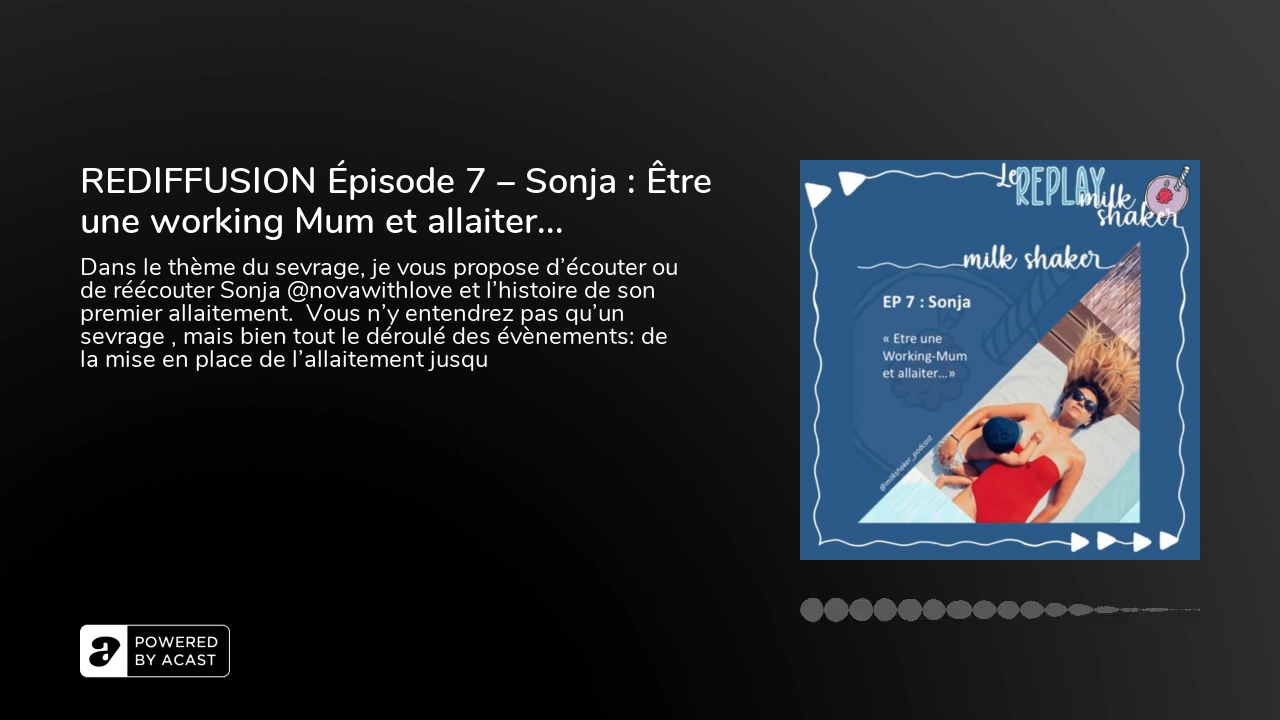 REDIFFUSION Épisode 7 – Sonja : Être
une working Mum et allaiter...
Dans le thème du sevrage, je vous propose d’écouter ou
de réécouter Sonja @novawithlove et l’histoire de son
premier allaitement.  Vous n’y entendrez pas qu’un
sevrage , mais bien tout le déroulé des évènements: de
la mise en place de l’allaitement jusqu
Le REPLAY
milk
shaker
milk shaker
EP 7 : Sonja
« Etre une
Working-Mum
et allaiter...»
@milkshaker_podcast
POWERED
BY ACAST